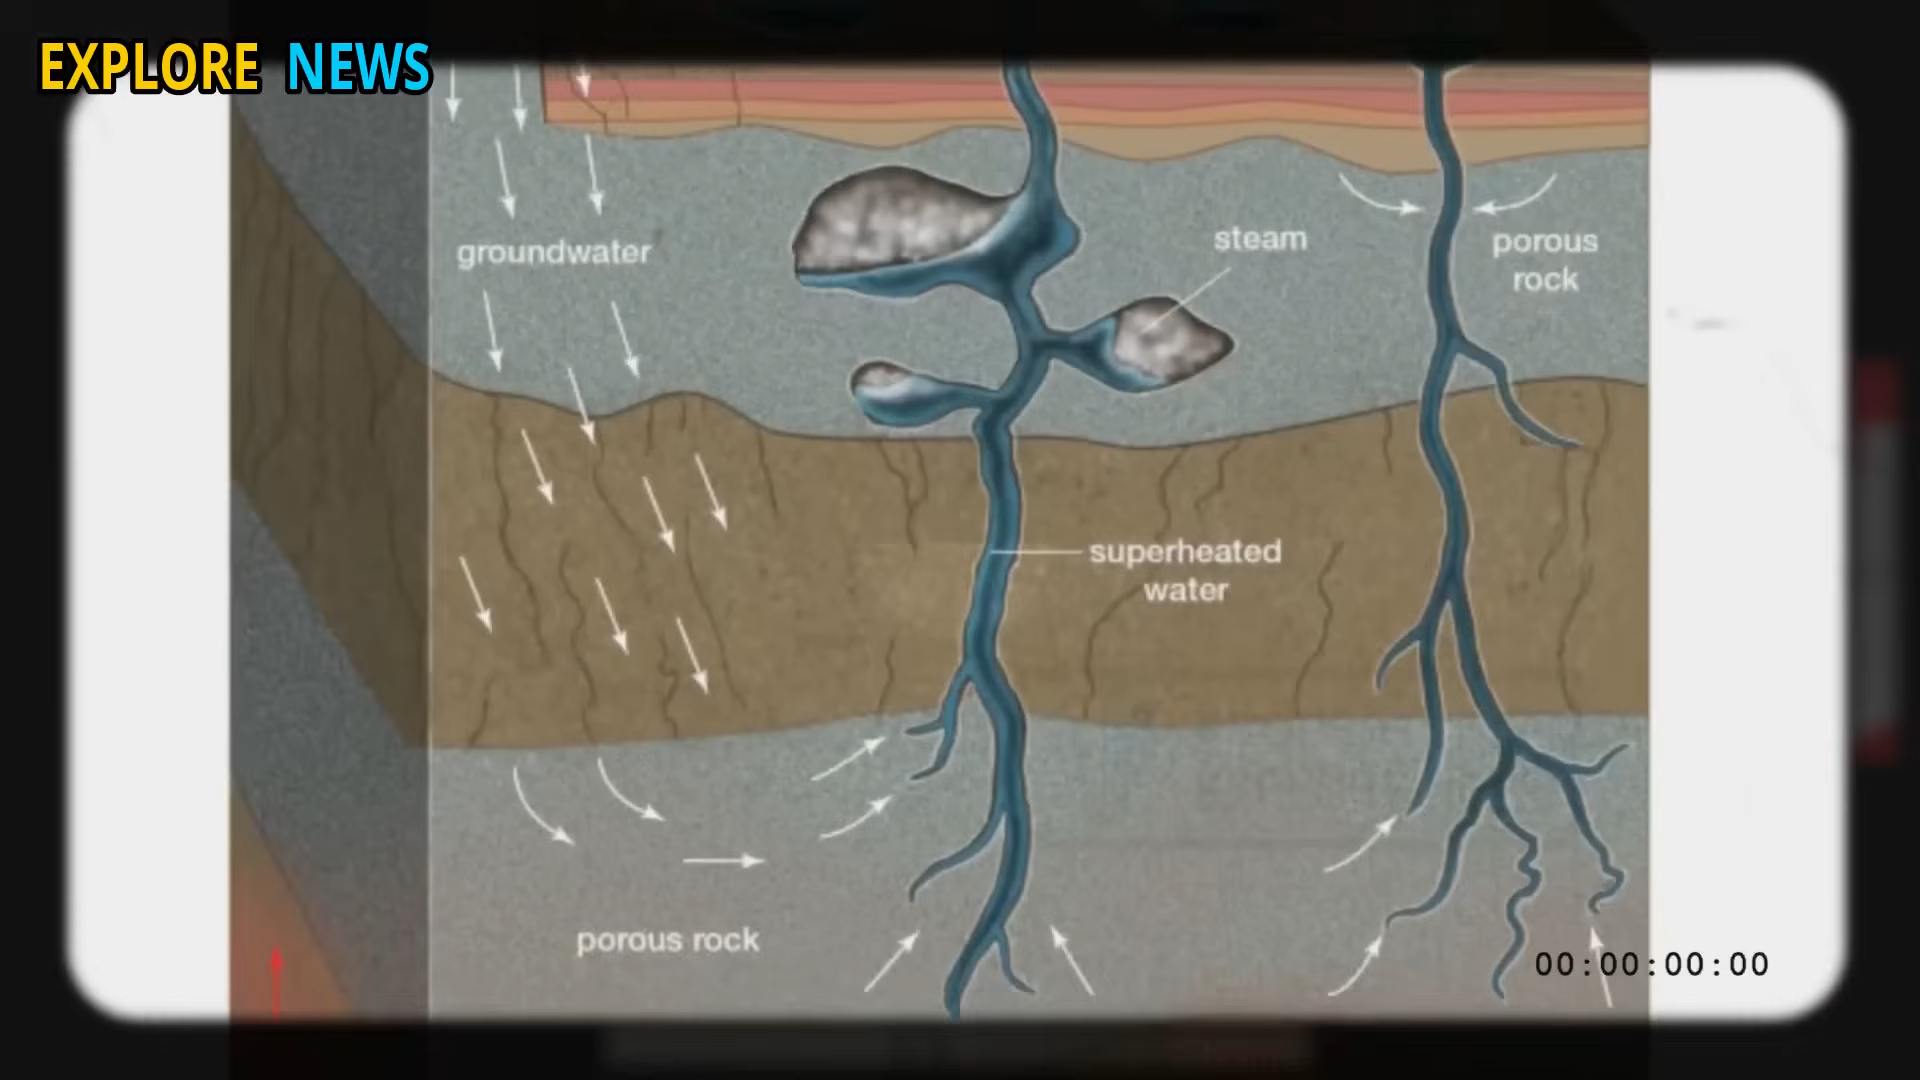 EXPLORE NEWS
groundwater
steam
porous
rock
superheated
water
porous rock
00:00:00:00